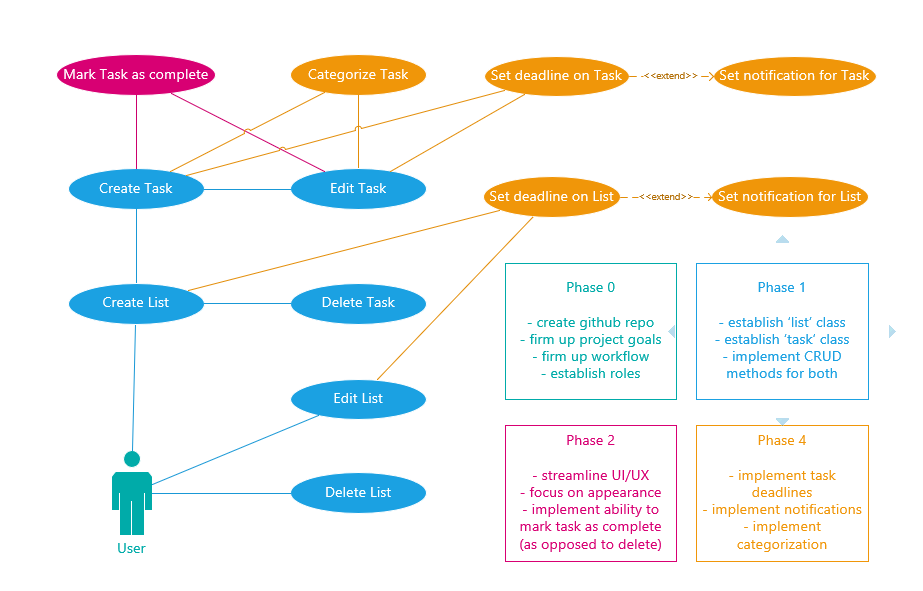 Mark Task as complete
Categorize Task
Set deadline on Task
<<extend>>
Set notification for Task
Create Task
Edit Task
Set deadline on List
<<extend>>
Set notification for List
Create List
Delete Task
Edit List
Delete List
User
Phase 0
- create github repo
- firm up project goals
- firm up workflow
- establish roles
Phase 1
- establish ‘list’ class
- establish ‘task’ class
- implement CRUD
methods for both
Phase 2
- streamline UI/UX
- focus on appearance
- implement ability to
mark task as complete
(as opposed to delete)
Phase 4
- implement task
deadlines
- implement notifications
- implement
categorization